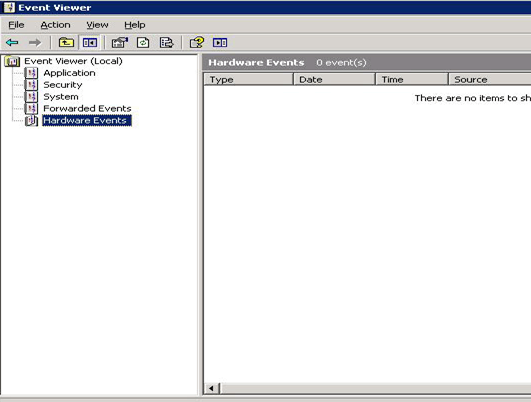 Event Viewer
File Action View Help
Event Viewer (Local)
Application
Security
System
Forwarded Events
Hardware Events
Hardware Events 0 event(s)
Type Date Time Source
There are no items to sh